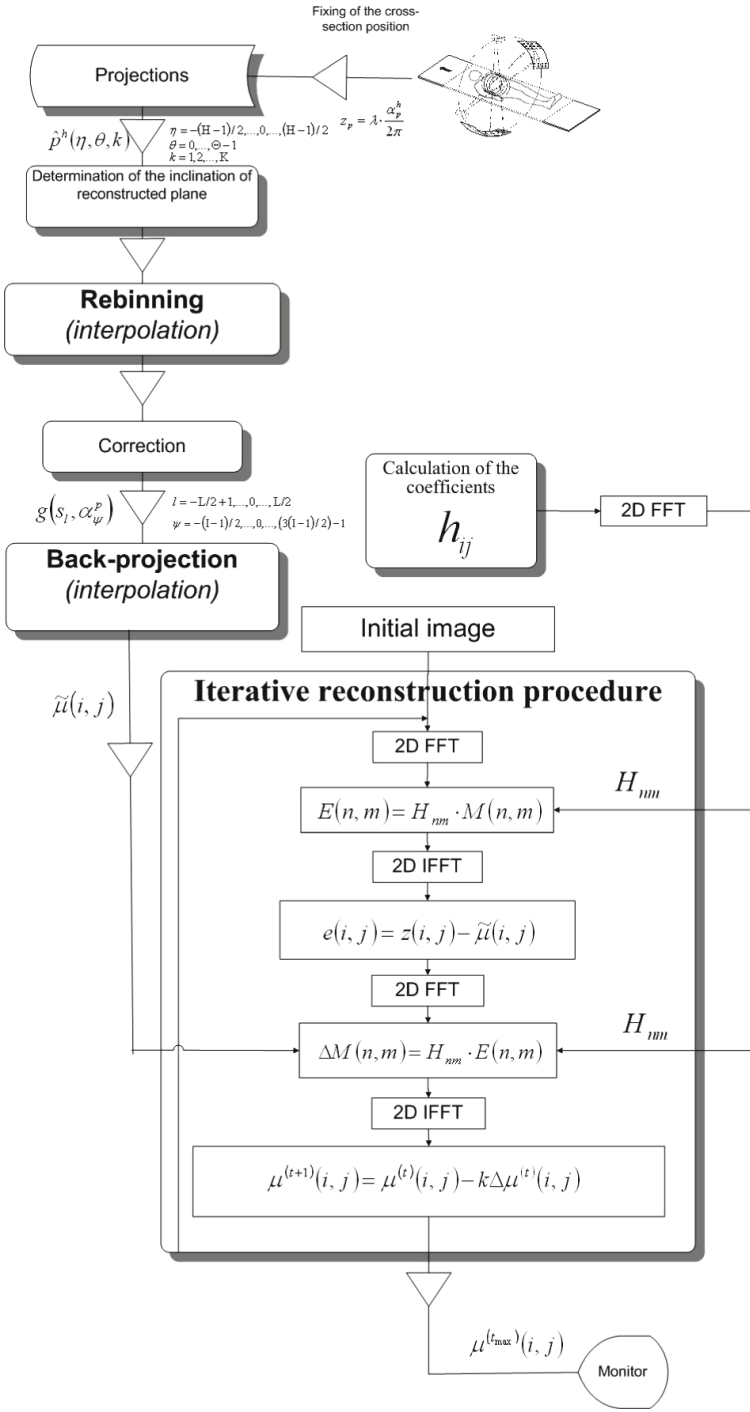 Fixing of the cross-
section position
Projections
z_p = λ · α_p^h / 2π
p̂^h(η, θ, k)
η = −(H−1)/2,...,0,...,(H−1)/2
θ = 0,...,Θ−1
k = 1,2,...,K
Determination of the inclination of
reconstructed plane
Rebinning
(interpolation)
Correction
g(s_l, α_ψ^p)
l = −L/2+1,...,0,...,L/2
ψ = −(I−1)/2,...,0,...,(3(I−1)/2)−1
Calculation of the
coefficients
h_ij
2D FFT
Back-projection
(interpolation)
Initial image
μ̃(i, j)
Iterative reconstruction procedure
2D FFT
H_nm
E(n, m) = H_nm · M(n, m)
2D IFFT
e(i, j) = z(i, j) − μ̃(i, j)
2D FFT
H_nm
ΔM(n, m) = H_nm · E(n, m)
2D IFFT
μ^(t+1)(i, j) = μ^(t)(i, j) − kΔμ^(t)(i, j)
μ^(t_max)(i, j)
Monitor